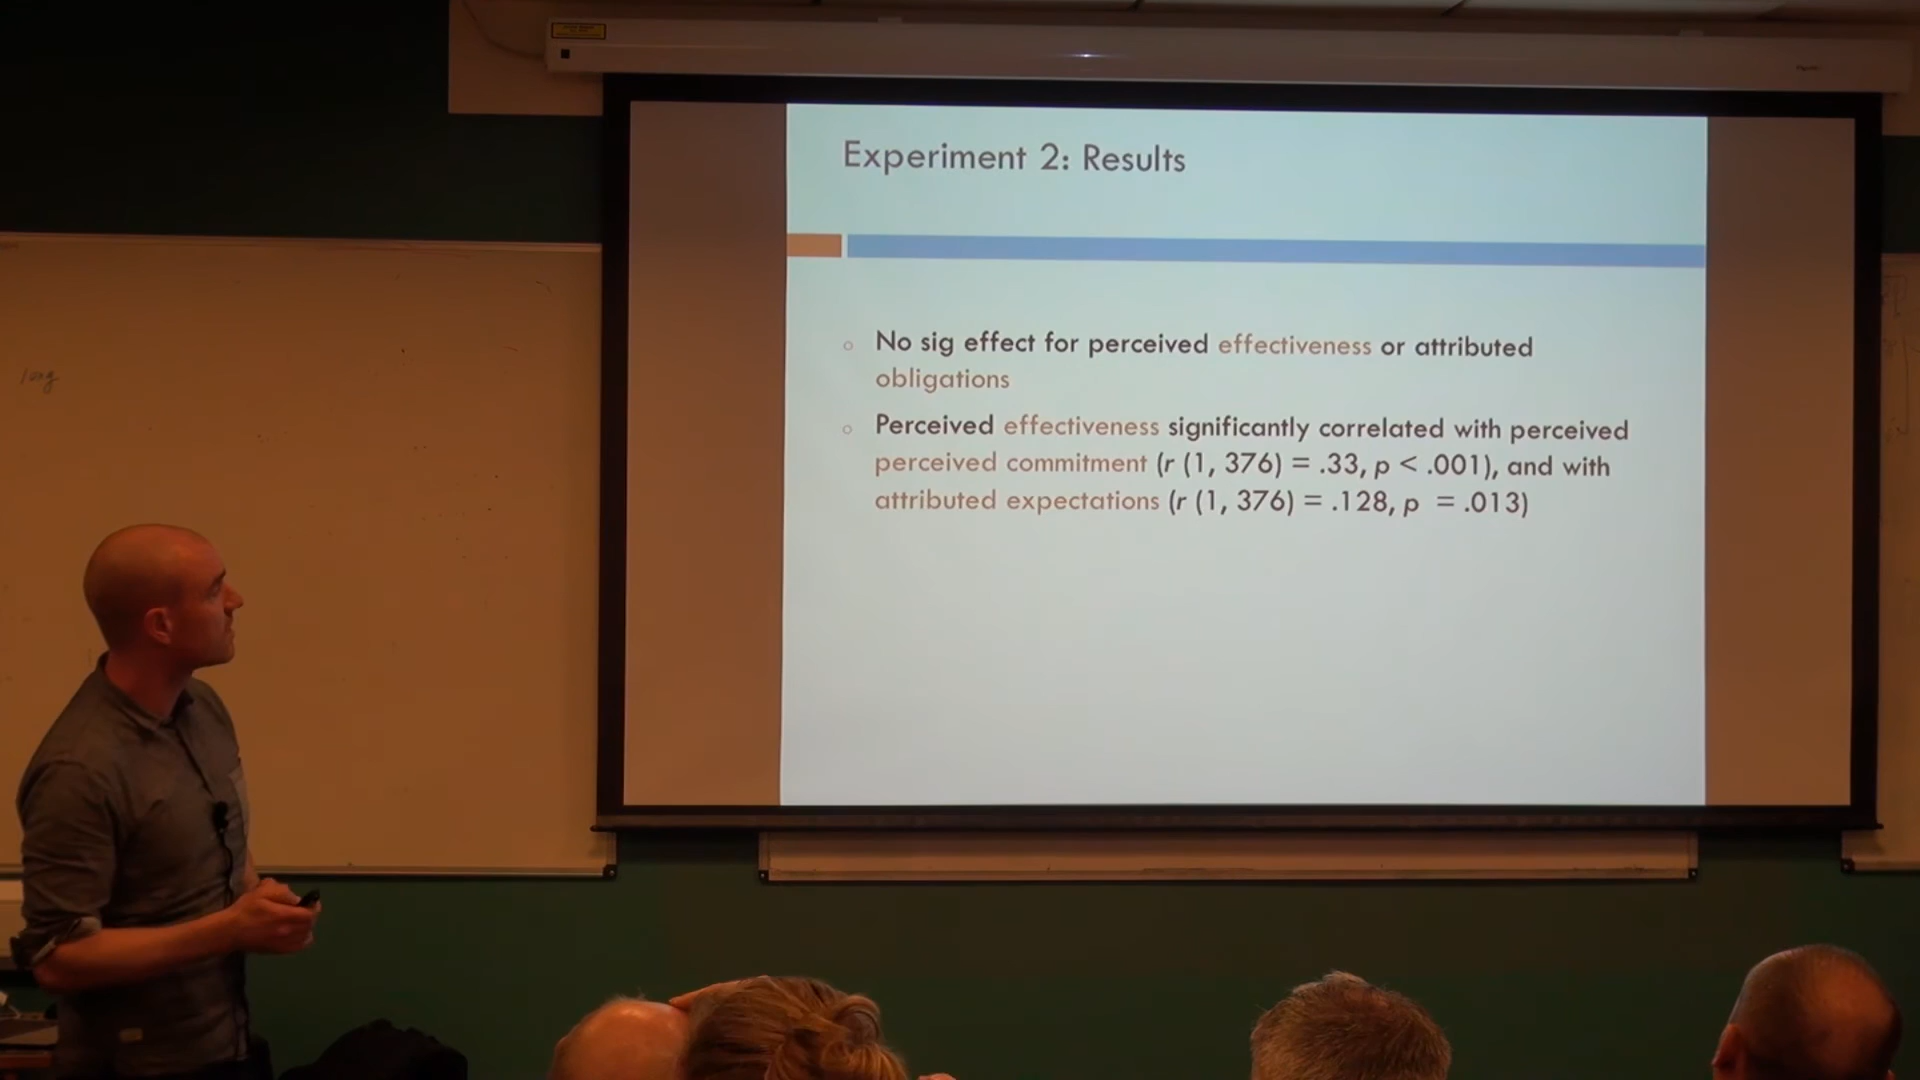 Experiment 2: Results
No sig effect for perceived effectiveness or attributed
obligations
Perceived effectiveness significantly correlated with perceived
perceived commitment (r (1, 376) = .33, p < .001), and with
attributed expectations (r (1, 376) = .128, p = .013)